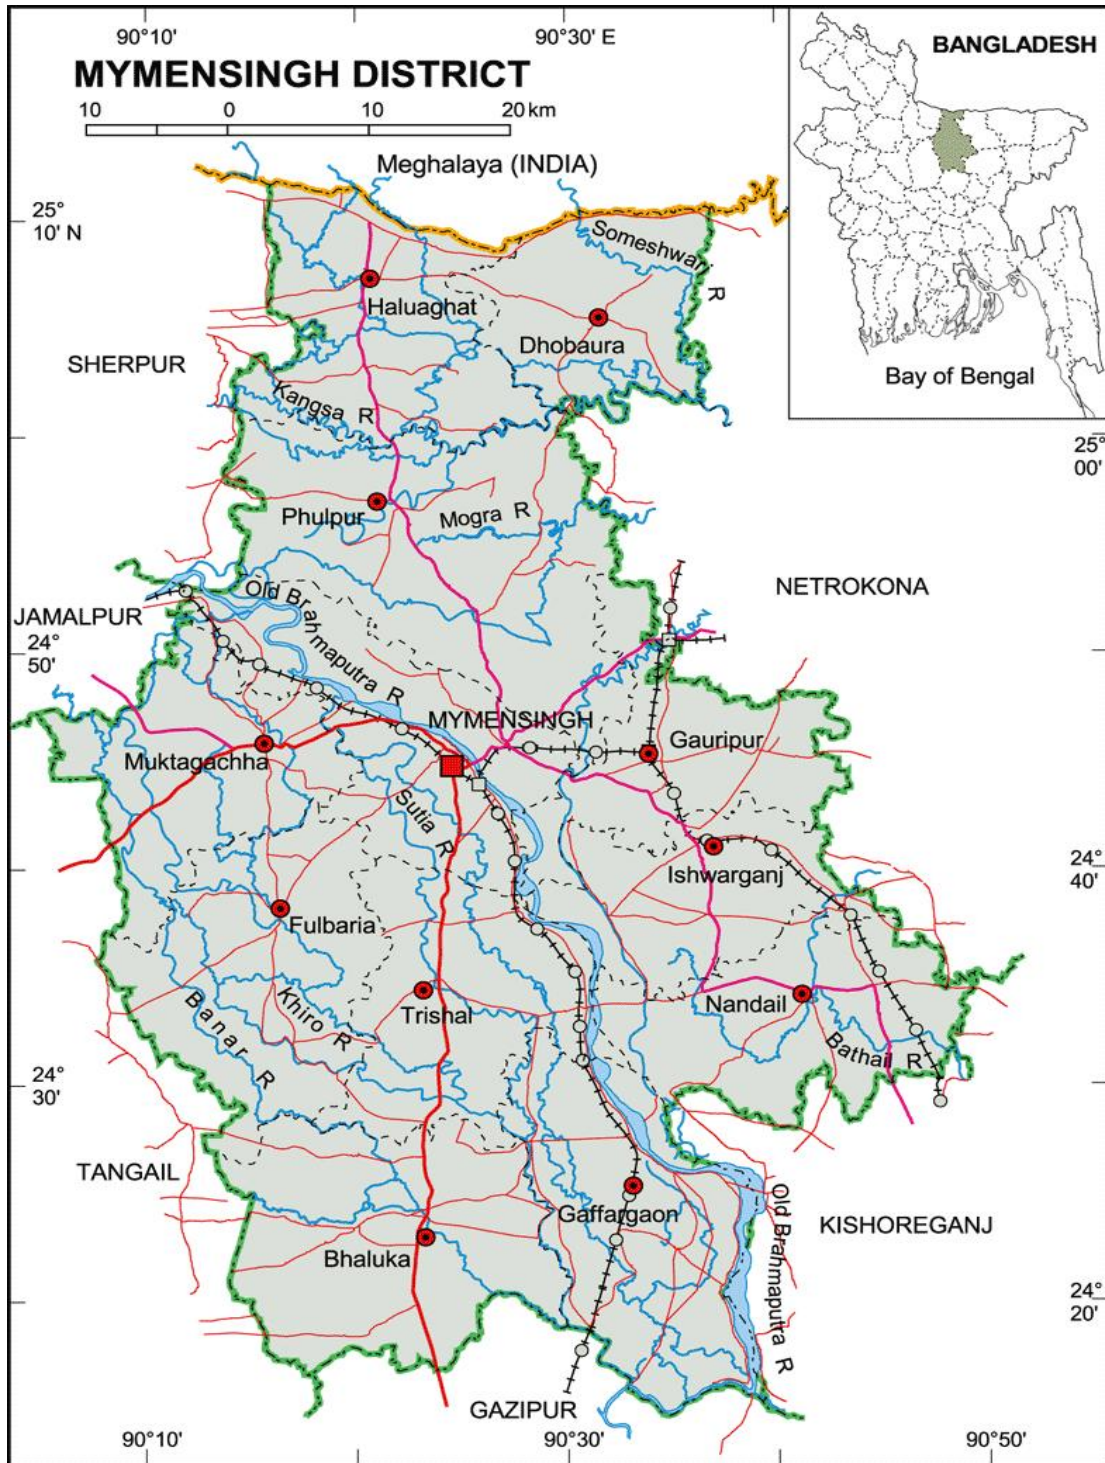 90°10'
90°30' E
BANGLADESH
MYMENSINGH DISTRICT
10 0 10 20 km
Meghalaya (INDIA)
25°
10' N
Someshwari R
Haluaghat
Dhobaura
SHERPUR
Bay of Bengal
Kangsa R
25°
00'
Phulpur
Mogra R
NETROKONA
Old Brahmaputra R
JAMALPUR
24°
50'
MYMENSINGH
Gauripur
Muktagachha
Sutia R
Ishwarganj
24°
40'
Fulbaria
Khiro R
Banar R
Trishal
Nandail
Bathail R
24°
30'
TANGAIL
Old Brahmaputra R
Gaffargaon
KISHOREGANJ
Bhaluka
24°
20'
GAZIPUR
90°10'
90°30'
90°50'